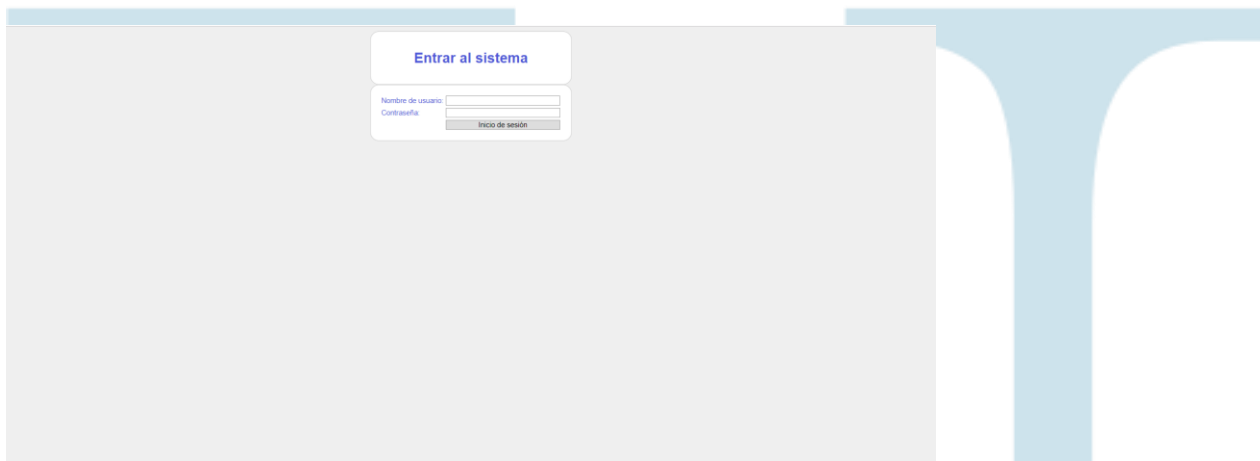 Entrar al sistema
Nombre de usuario:
Contraseña:
Inicio de sesión